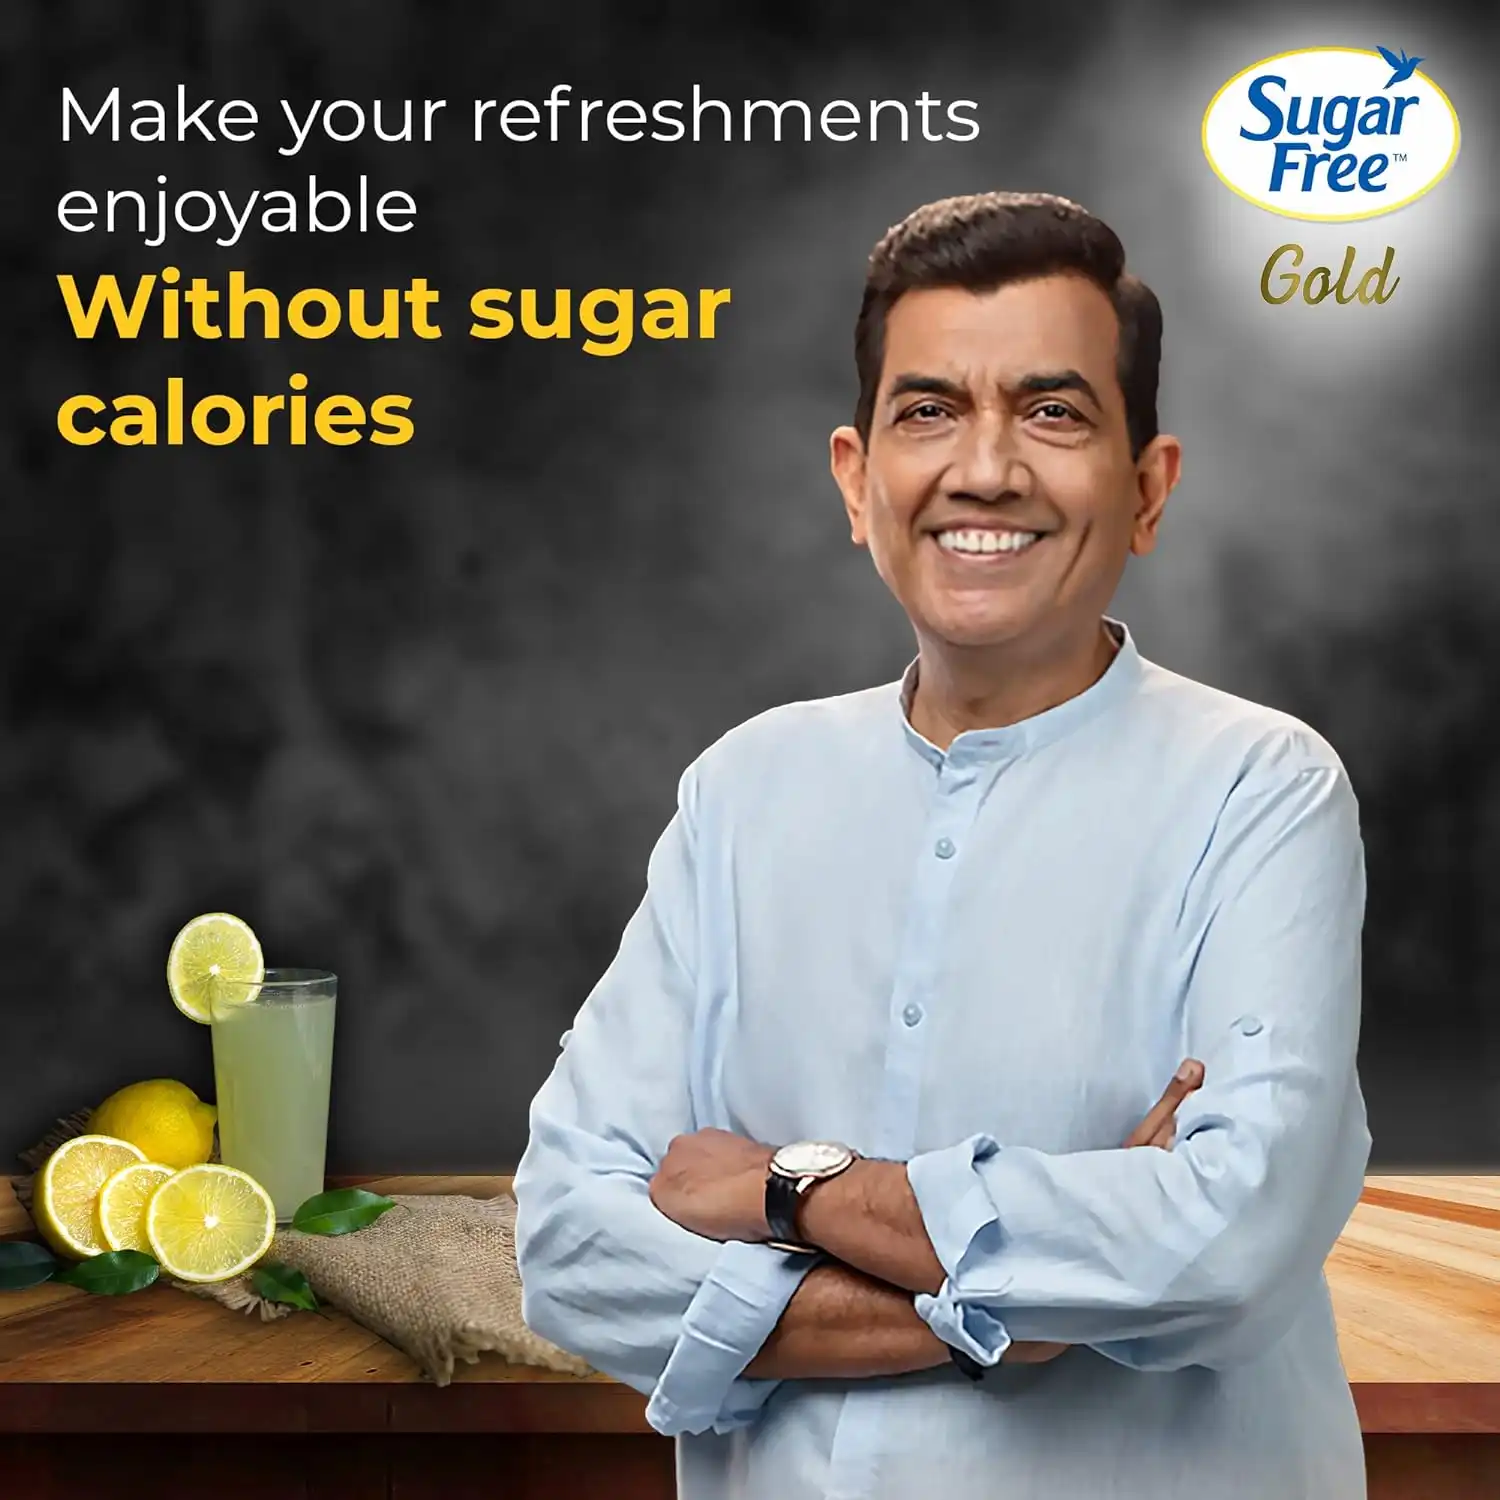 Make your refreshments
enjoyable
Without sugar
calories
Sugar
Free™
Gold